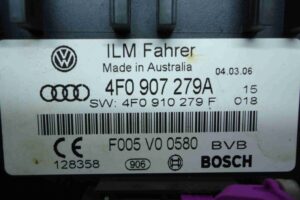 ILM Fahrer
Made in Australia
04.03.06
4F0 907 279A 15
SW: 4F0 910 279 F 018
F005 V0 0580 BVB
128358 906 BOSCH